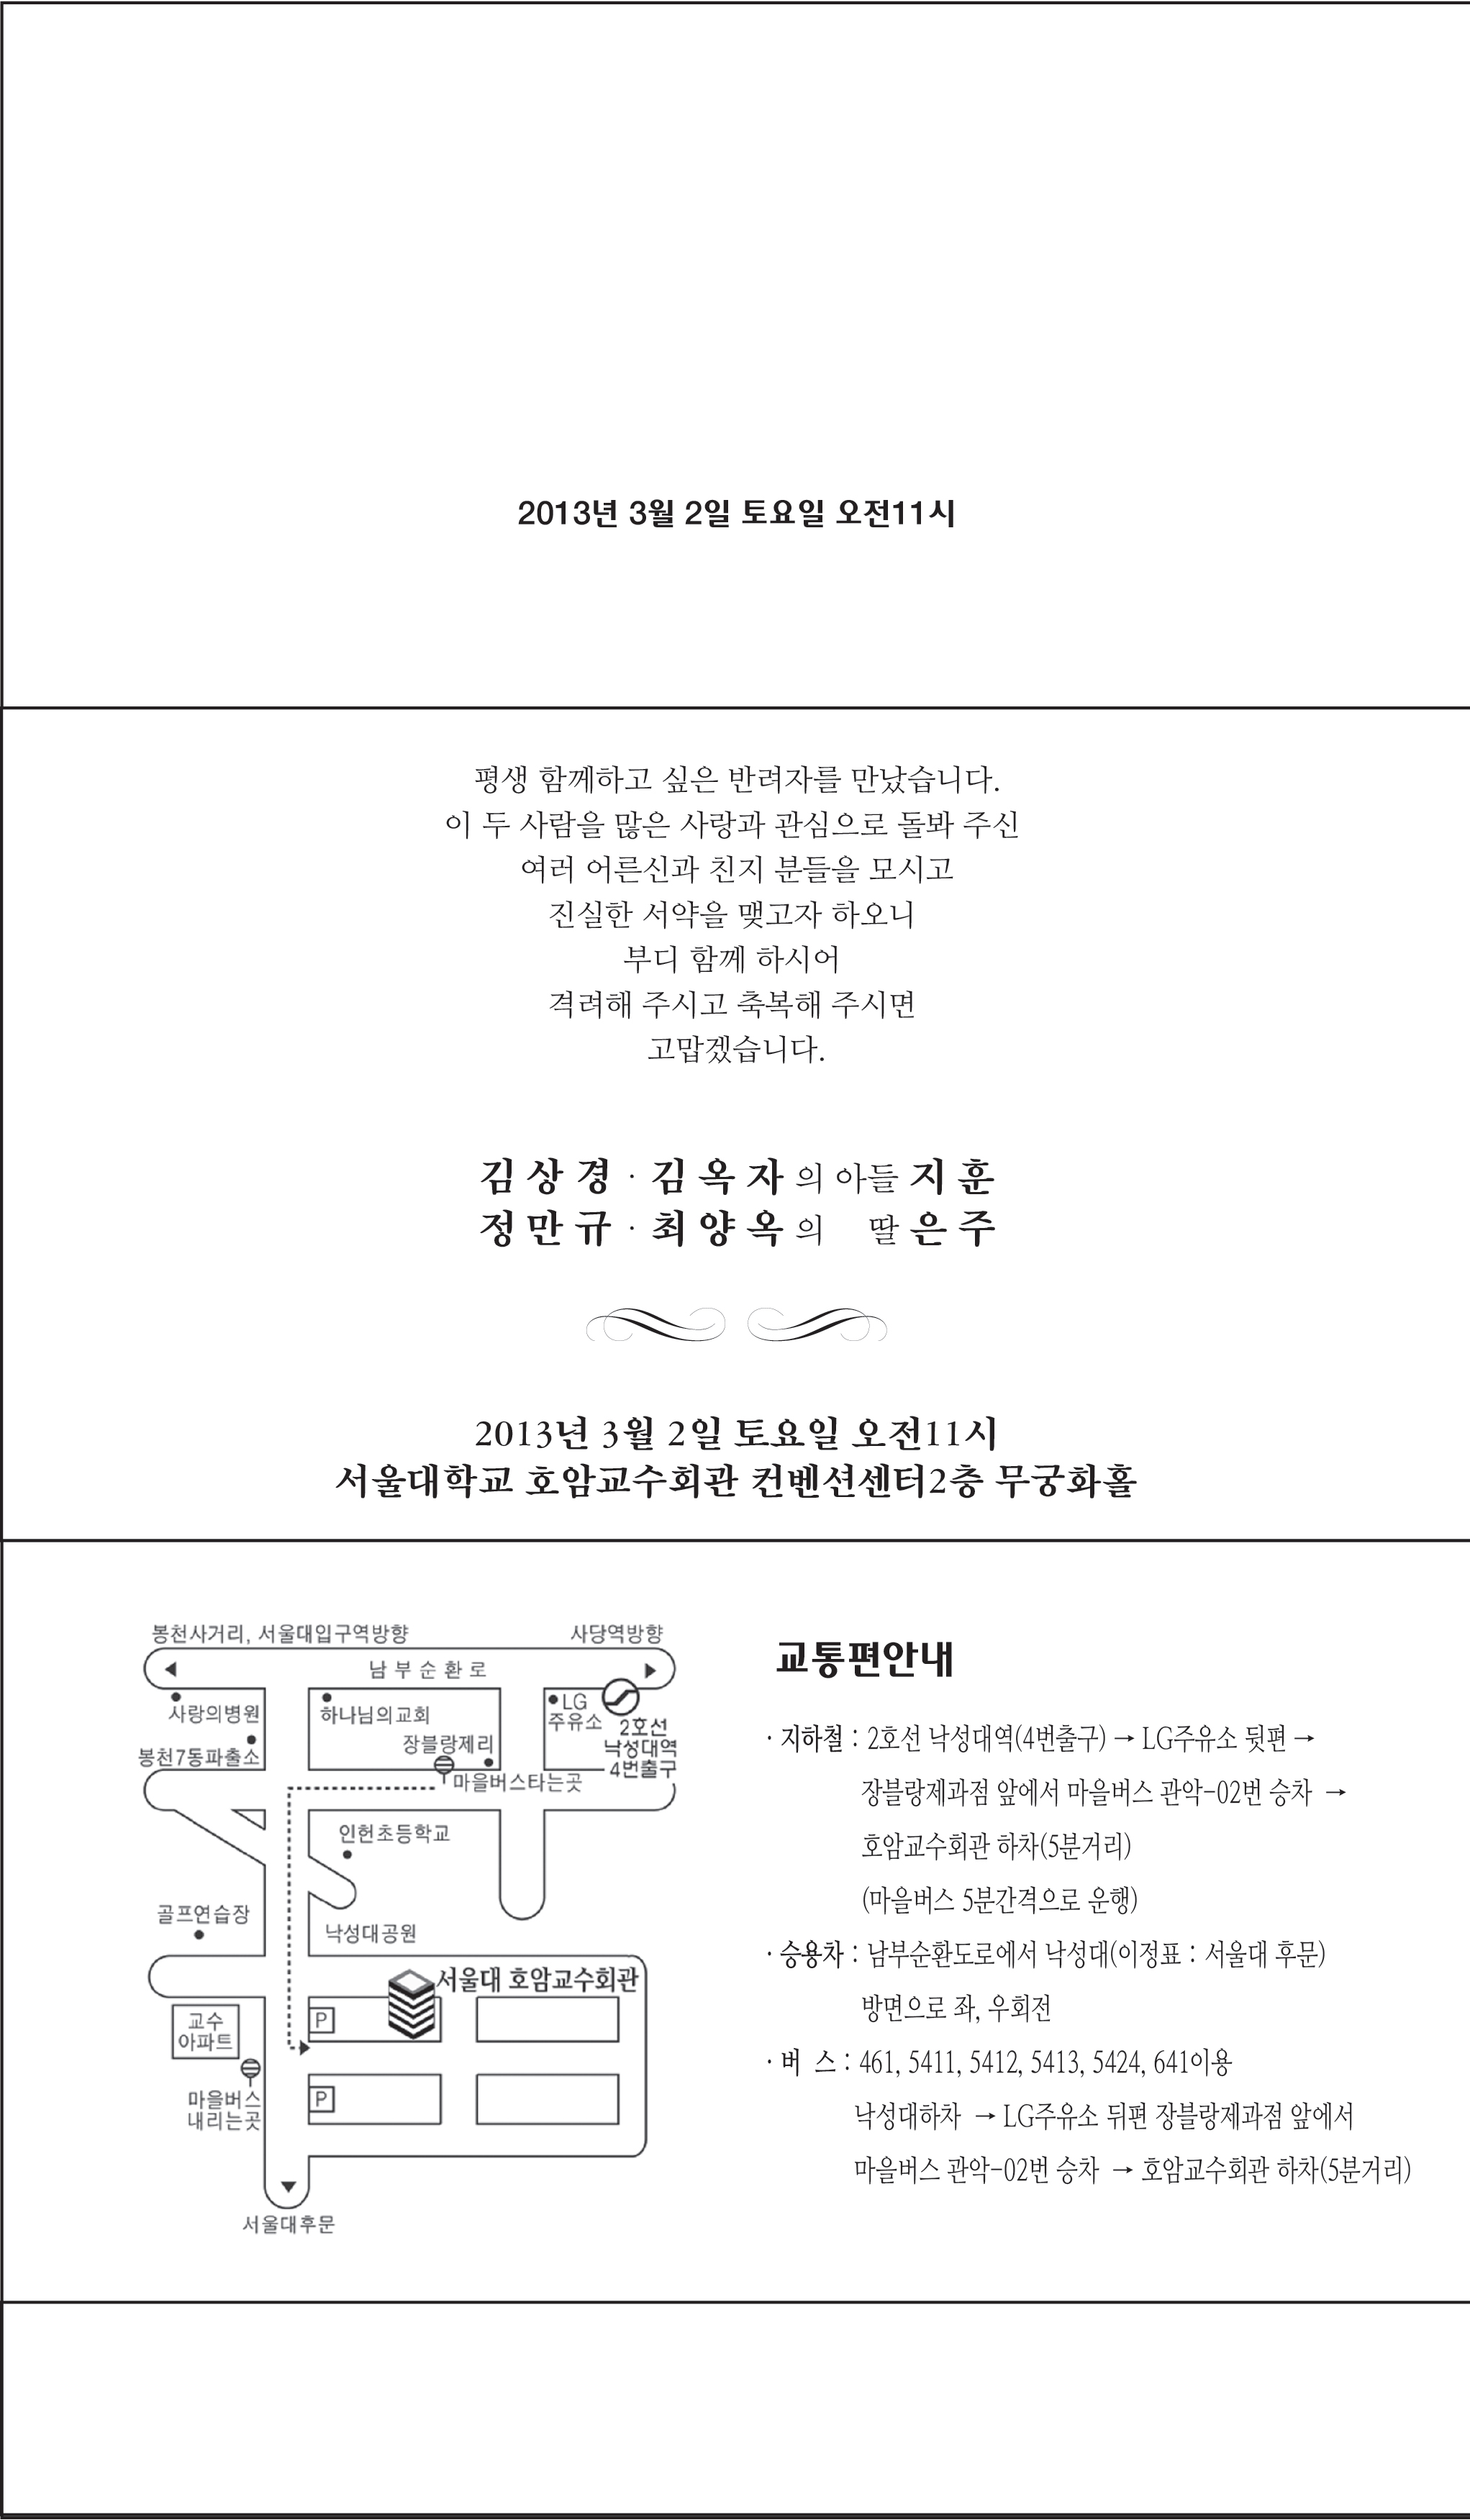 2013년 3월 2일 토요일 오전11시
평생 함께하고 싶은 반려자를 만났습니다.
이 두 사람을 많은 사랑과 관심으로 돌봐 주신
여러 어른신과 친지 분들을 모시고
진실한 서약을 맺고자 하오니
부디 함께 하시어
격려해 주시고 축복해 주시면
고맙겠습니다.
김상경 · 김옥자의 아들 지훈
정만규 · 최양옥의 딸 은주
2013년 3월 2일 토요일 오전11시
서울대학교 호암교수회관 컨벤션센터2층 무궁화홀
봉천사거리, 서울대입구역방향
사당역방향
남부순환로
사랑의병원
하나님의교회
LG
주유소
2호선
낙성대역
4번출구
봉천7동파출소
장블랑제리
마을버스타는곳
인헌초등학교
골프연습장
낙성대공원
서울대 호암교수회관
P
교수
아파트
P
마을버스
내리는곳
서울대후문
교통편안내
· 지하철 : 2호선 낙성대역(4번출구) → LG주유소 뒷편 →
장블랑제과점 앞에서 마을버스 관악-02번 승차 →
호암교수회관 하차(5분거리)
(마을버스 5분간격으로 운행)
· 승용차 : 남부순환도로에서 낙성대(이정표 : 서울대 후문)
방면으로 좌, 우회전
· 버 스 : 461, 5411, 5412, 5413, 5424, 641이용
낙성대하차 → LG주유소 뒤편 장블랑제과점 앞에서
마을버스 관악-02번 승차 → 호암교수회관 하차(5분거리)